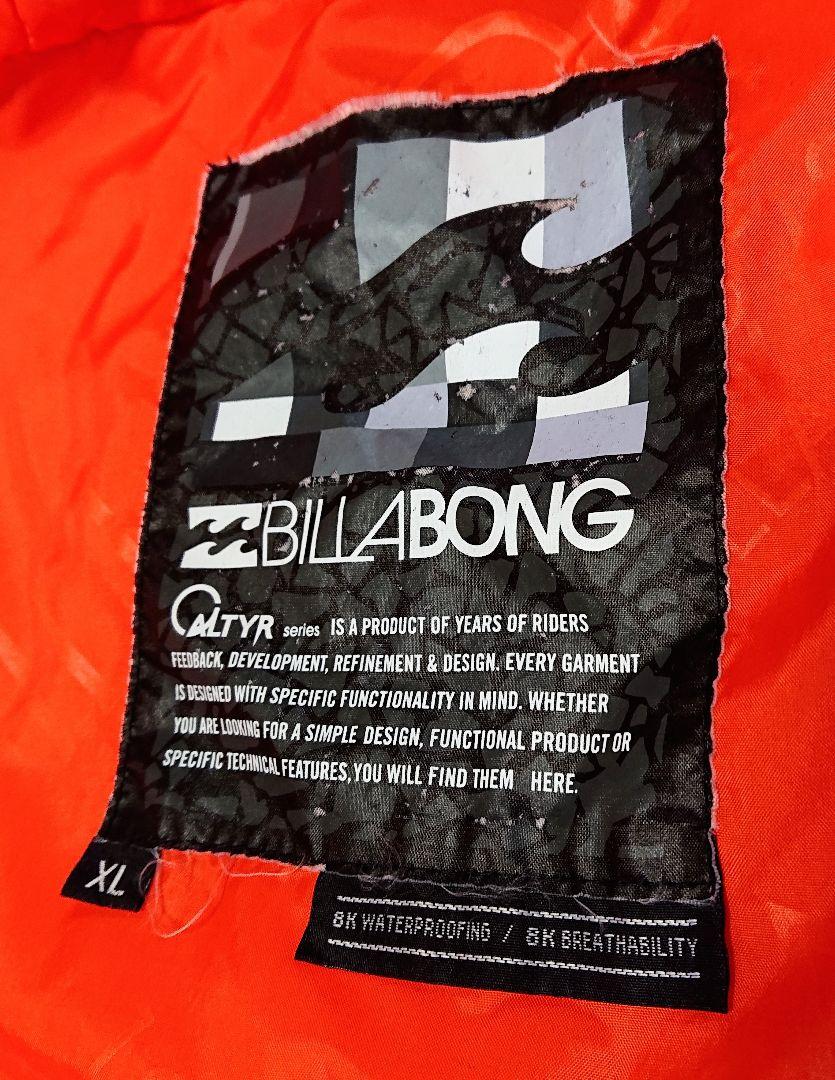 BILLABONG
ALTYR series IS A PRODUCT OF YEARS OF RIDERS
FEEDBACK, DEVELOPMENT, REFINEMENT & DESIGN. EVERY GARMENT
IS DESIGNED WITH SPECIFIC FUNCTIONALITY IN MIND. WHETHER
YOU ARE LOOKING FOR A SIMPLE DESIGN, FUNCTIONAL PRODUCT OR
SPECIFIC TECHNICAL FEATURES, YOU WILL FIND THEM HERE.
XL
8K WATERPROOFING / 8K BREATHABILITY